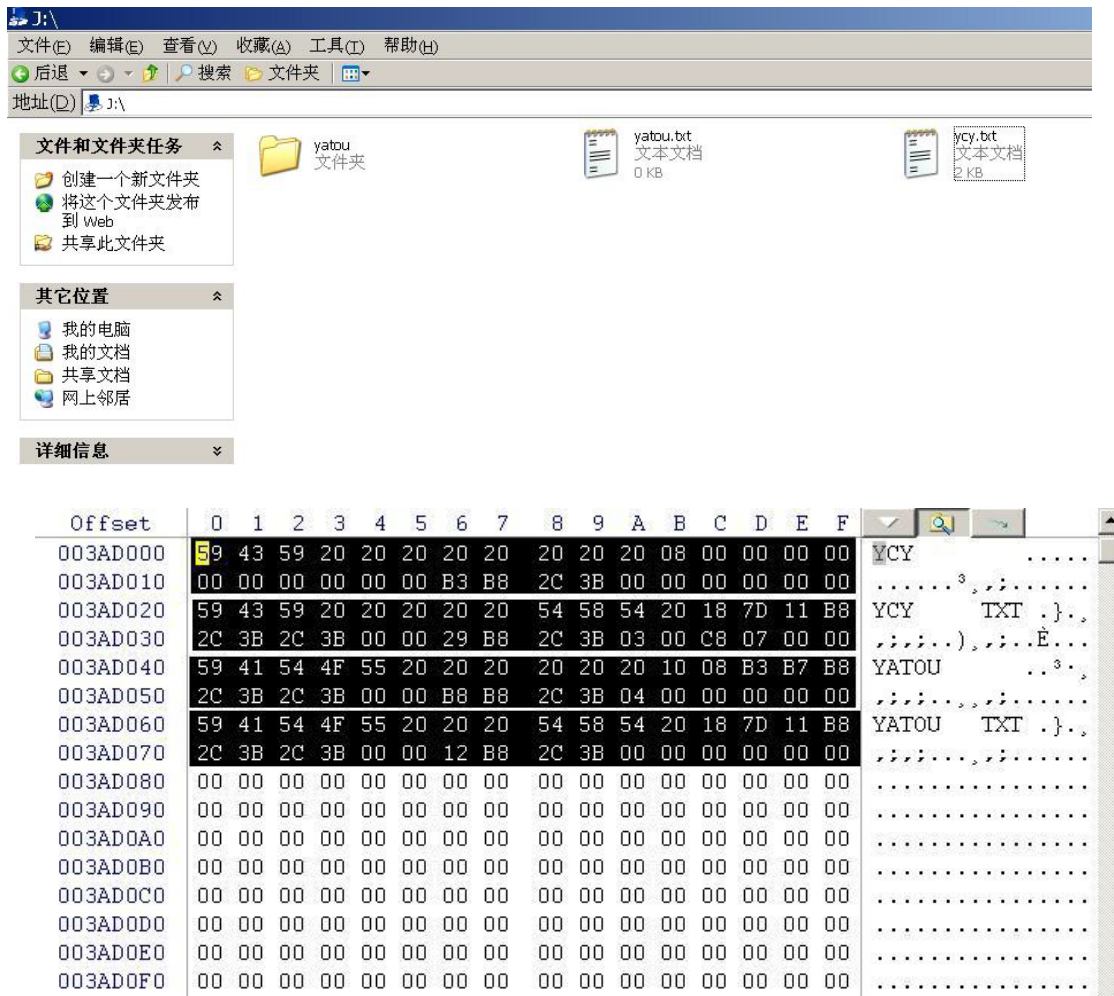 J:\
文件(F) 编辑(E) 查看(V) 收藏(A) 工具(T) 帮助(H)
后退 搜索 文件夹
地址(D) J:\
文件和文件夹任务
创建一个新文件夹
将这个文件夹发布
到 Web
共享此文件夹
yatou
文件夹
yatou.txt
文本文档
0 KB
ycy.txt
文本文档
2 KB
其它位置
我的电脑
我的文档
共享文档
网上邻居
详细信息
Offset 0 1 2 3 4 5 6 7 8 9 A B C D E F
003AD000 59 43 59 20 20 20 20 20 20 20 20 08 00 00 00 00 YCY .....
003AD010 00 00 00 00 00 00 B3 B8 2C 3B 00 00 00 00 00 00 ......³¸,;......
003AD020 59 43 59 20 20 20 20 20 54 58 54 20 18 7D 11 B8 YCY TXT .}.¸
003AD030 2C 3B 2C 3B 00 00 29 B8 2C 3B 03 00 C8 07 00 00 ,;,;..)¸,;..È...
003AD040 59 41 54 4F 55 20 20 20 20 20 20 10 08 B3 B7 B8 YATOU ..³·¸
003AD050 2C 3B 2C 3B 00 00 B8 B8 2C 3B 04 00 00 00 00 00 ,;,;..¸¸,;......
003AD060 59 41 54 4F 55 20 20 20 54 58 54 20 18 7D 11 B8 YATOU TXT .}.¸
003AD070 2C 3B 2C 3B 00 00 12 B8 2C 3B 00 00 00 00 00 00 ,;,;...¸,;......
003AD080 00 00 00 00 00 00 00 00 00 00 00 00 00 00 00 00 ................
003AD090 00 00 00 00 00 00 00 00 00 00 00 00 00 00 00 00 ................
003AD0A0 00 00 00 00 00 00 00 00 00 00 00 00 00 00 00 00 ................
003AD0B0 00 00 00 00 00 00 00 00 00 00 00 00 00 00 00 00 ................
003AD0C0 00 00 00 00 00 00 00 00 00 00 00 00 00 00 00 00 ................
003AD0D0 00 00 00 00 00 00 00 00 00 00 00 00 00 00 00 00 ................
003AD0E0 00 00 00 00 00 00 00 00 00 00 00 00 00 00 00 00 ................
003AD0F0 00 00 00 00 00 00 00 00 00 00 00 00 00 00 00 00 ................